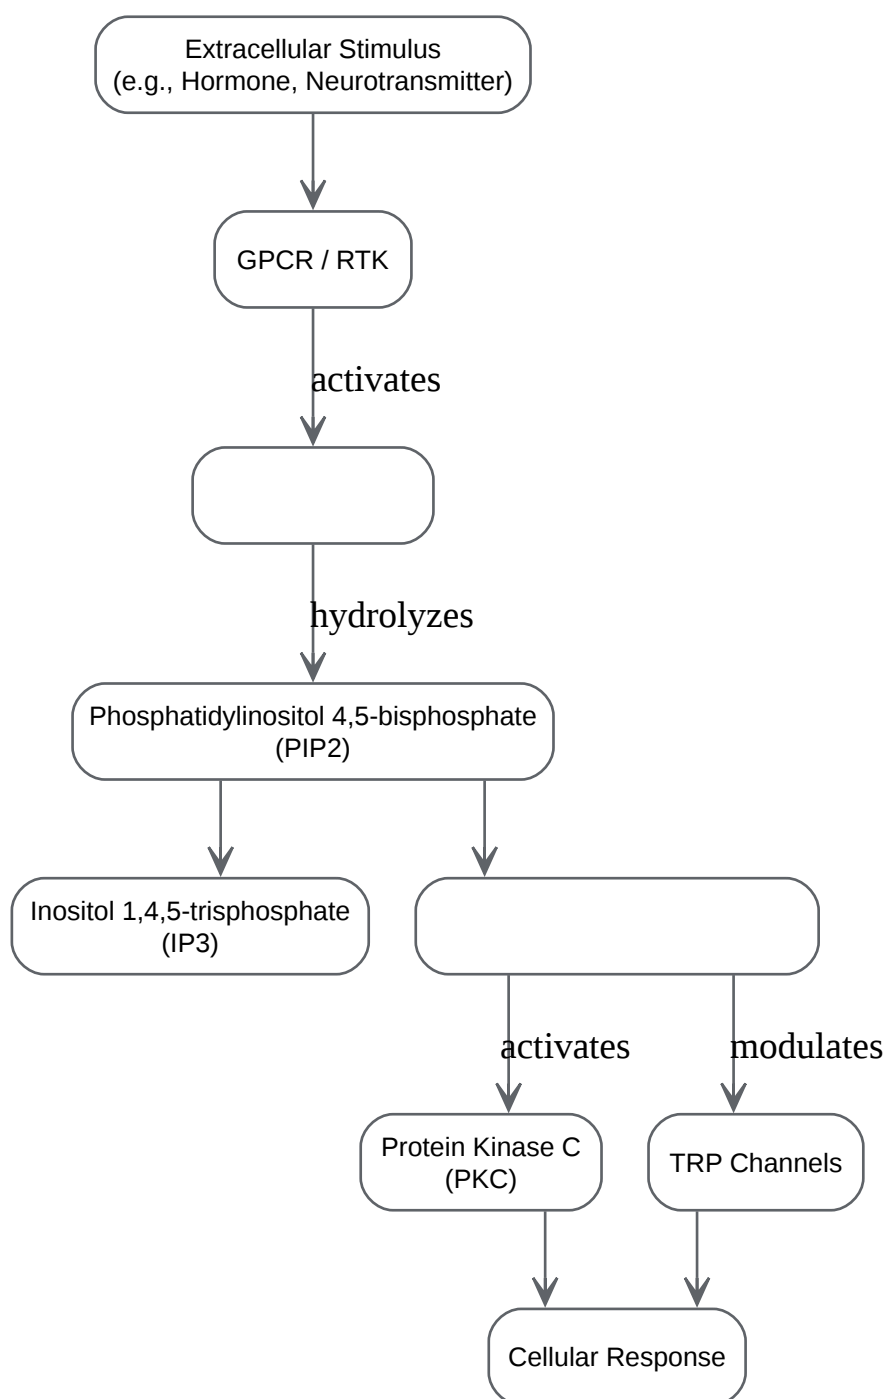 Extracellular Stimulus
(e.g., Hormone, Neurotransmitter)
GPCR / RTK
activates
hydrolyzes
Phosphatidylinositol 4,5-bisphosphate
(PIP2)
Inositol 1,4,5-trisphosphate
(IP3)
activates
modulates
Protein Kinase C
(PKC)
TRP Channels
Cellular Response